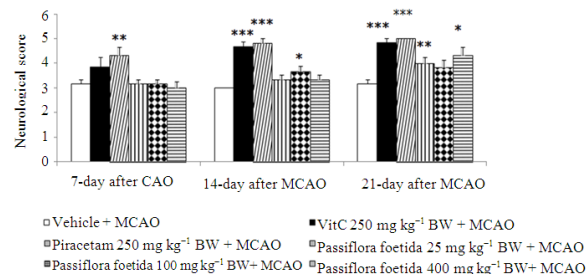 Neurological score
6
5
4
3
2
1
0
**
***
***
*
***
***
**
*
7-day after CAO
14-day after MCAO
21-day after MCAO
Vehicle + MCAO
VitC 250 mg kg⁻¹ BW + MCAO
Piracetam 250 mg kg⁻¹ BW + MCAO
Passiflora foetida 25 mg kg⁻¹ BW + MCAO
Passiflora foetida 100 mg kg⁻¹ BW+ MCAO
Passiflora foetida 400 mg kg⁻¹ BW+ MCAO